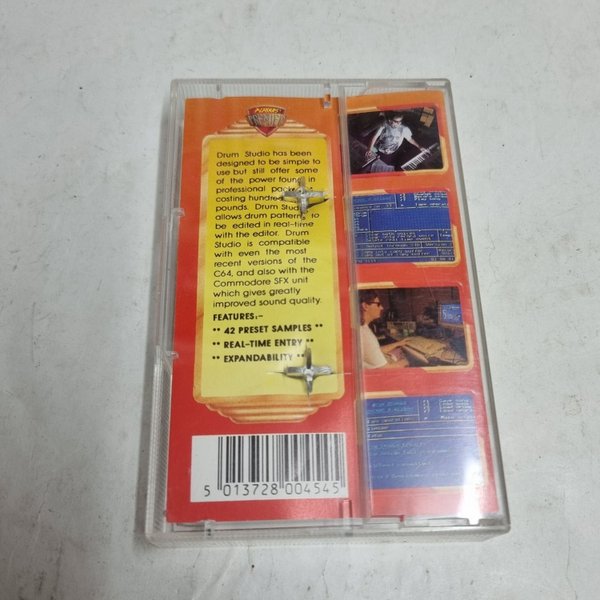 PLAYERS
PREMIER
Drum Studio has been
designed to be simple to
use but still offer some
of the power found in
professional
costing
pounds. Drum
allows drum patterns to
be edited in real-time
with the editor. Drum
Studio is compatible
with even the most
recent versions of the
C64, and also with the
Commodore SFX unit
which gives greatly
improved sound quality.
FEATURES:-
** 42 PRESET SAMPLES **
** REAL-TIME ENTRY **
** EXPANDABILITY **
5 013728 004545